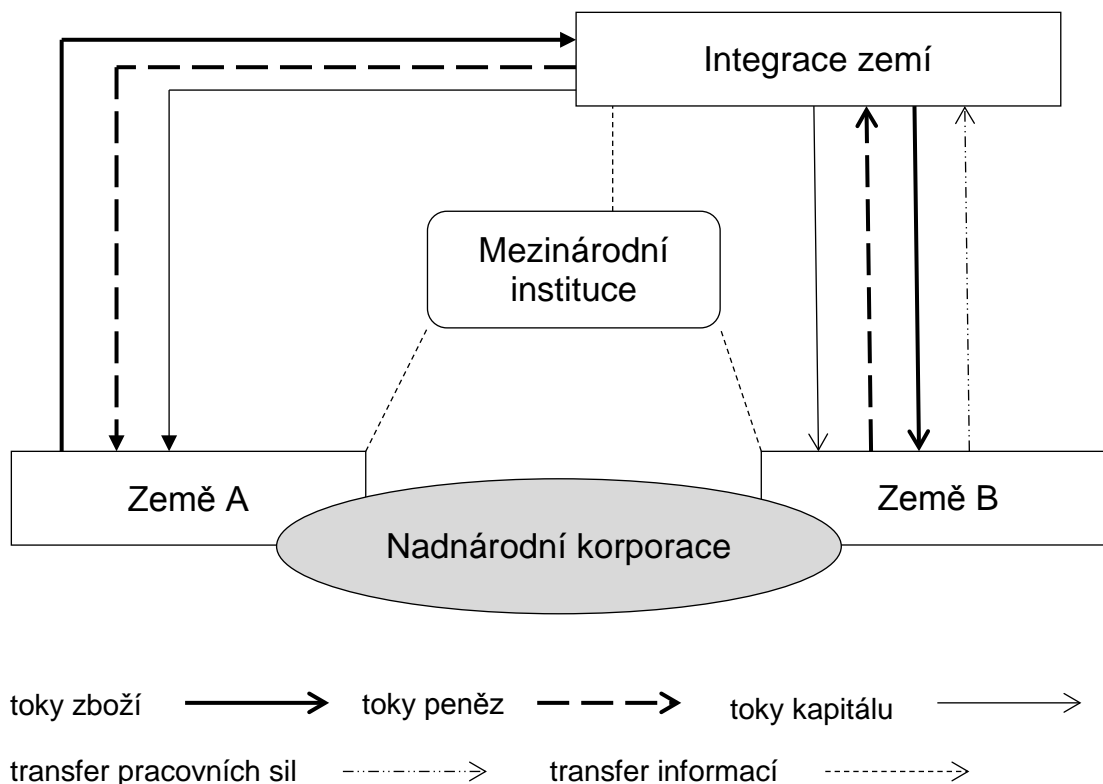 Integrace zemí
Mezinárodní
instituce
Země A
Země B
Nadnárodní korporace
toky zboží
toky peněz
toky kapitálu
transfer pracovních sil
transfer informací